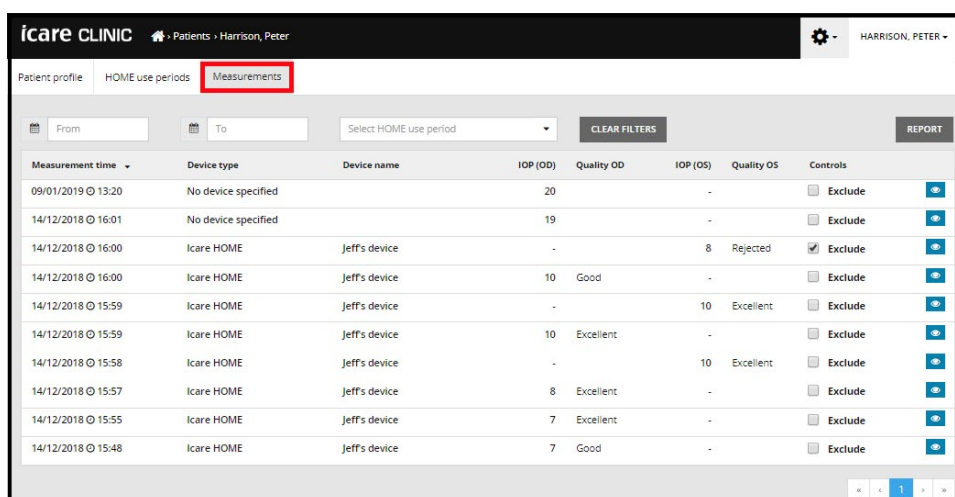 icare CLINIC › Patients › Harrison, Peter HARRISON, PETER
Patient profile HOME use periods Measurements
From To Select HOME use period CLEAR FILTERS REPORT
Measurement time Device type Device name IOP (OD) Quality OD IOP (OS) Quality OS Controls
09/01/2019 13:20 No device specified 20 - Exclude
14/12/2018 16:01 No device specified 19 - Exclude
14/12/2018 16:00 Icare HOME Jeff's device - 8 Rejected Exclude
14/12/2018 16:00 Icare HOME Jeff's device 10 Good - Exclude
14/12/2018 15:59 Icare HOME Jeff's device - 10 Excellent Exclude
14/12/2018 15:59 Icare HOME Jeff's device 10 Excellent - Exclude
14/12/2018 15:58 Icare HOME Jeff's device - 10 Excellent Exclude
14/12/2018 15:57 Icare HOME Jeff's device 8 Excellent - Exclude
14/12/2018 15:55 Icare HOME Jeff's device 7 Excellent - Exclude
14/12/2018 15:48 Icare HOME Jeff's device 7 Good - Exclude
« ‹ 1 › »